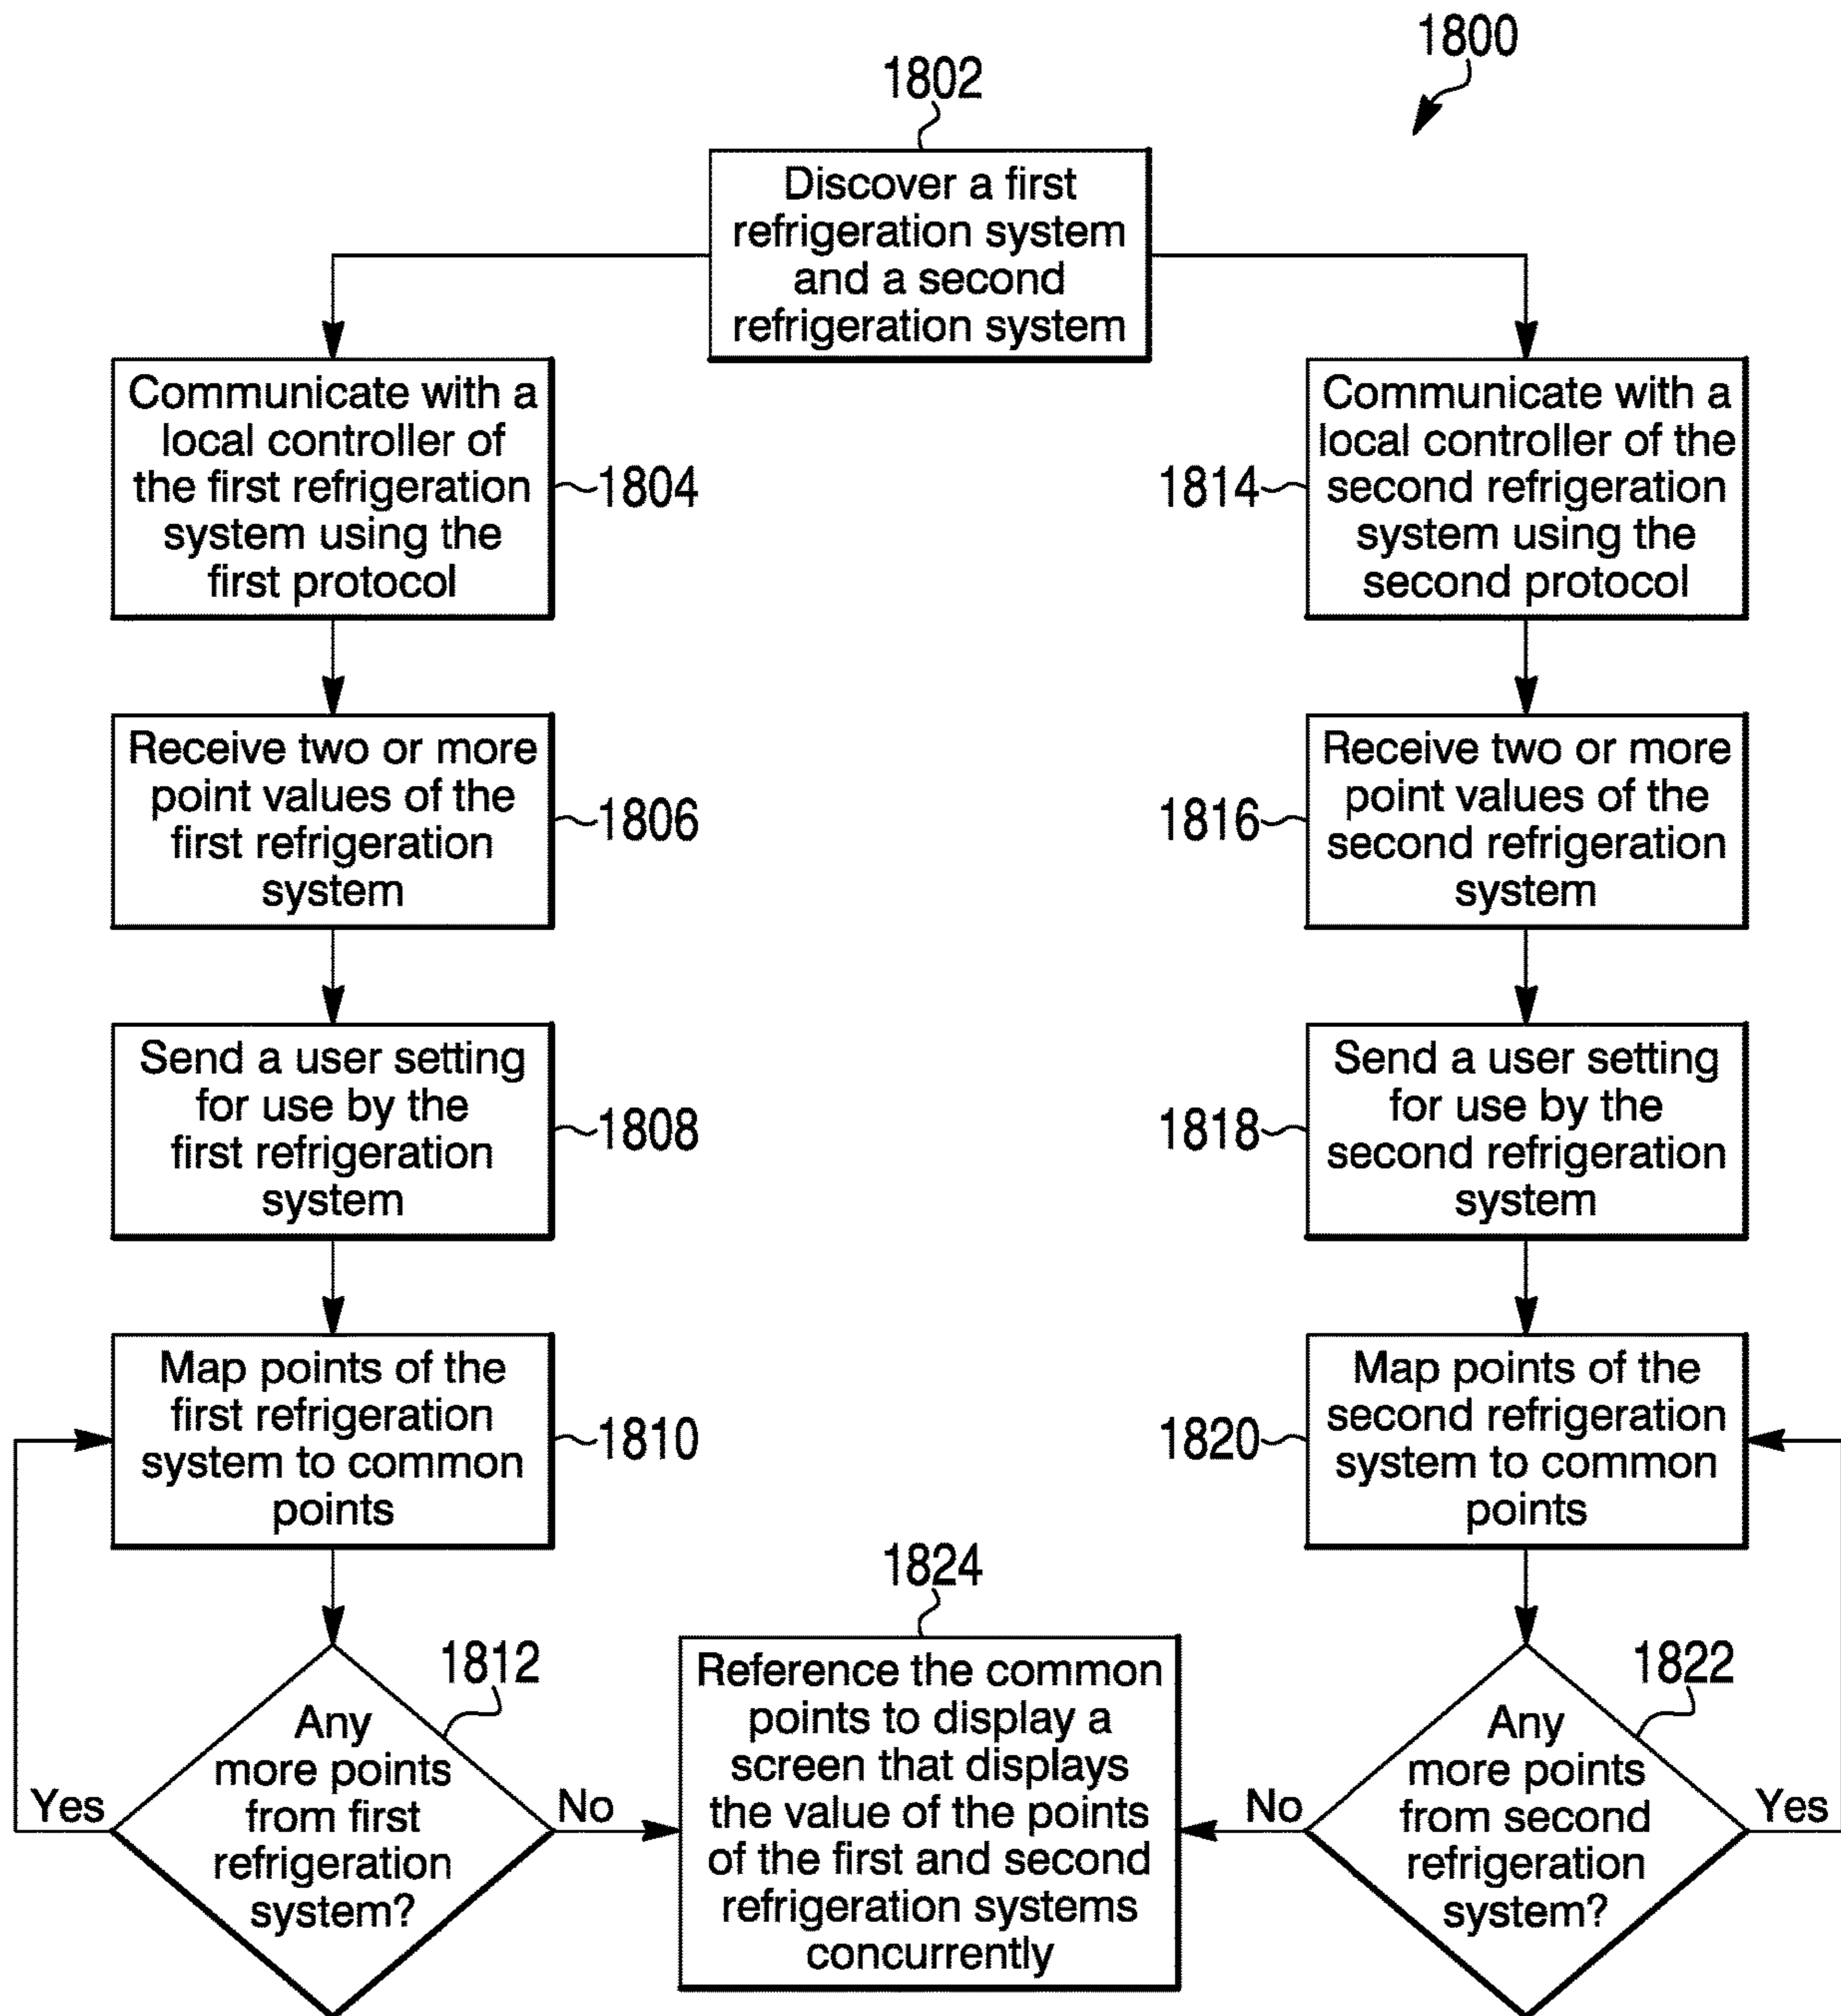 1800
1802
Discover a first
refrigeration system
and a second
refrigeration system
Communicate with a
local controller of
the first refrigeration
system using the
first protocol
1804
Receive two or more
point values of the
first refrigeration
system
1806
Send a user setting
for use by the
first refrigeration
system
1808
Map points of the
first refrigeration
system to common
points
1810
1812
Any
more points
from first
refrigeration
system?
Yes
No
Communicate with a
local controller of the
second refrigeration
system using the
second protocol
1814
Receive two or more
point values of the
second refrigeration
system
1816
Send a user setting
for use by the
second refrigeration
system
1818
Map points of the
second refrigeration
system to common
points
1820
1822
Any
more points
from second
refrigeration
system?
No
Yes
1824
Reference the common
points to display a
screen that displays
the value of the points
of the first and second
refrigeration systems
concurrently